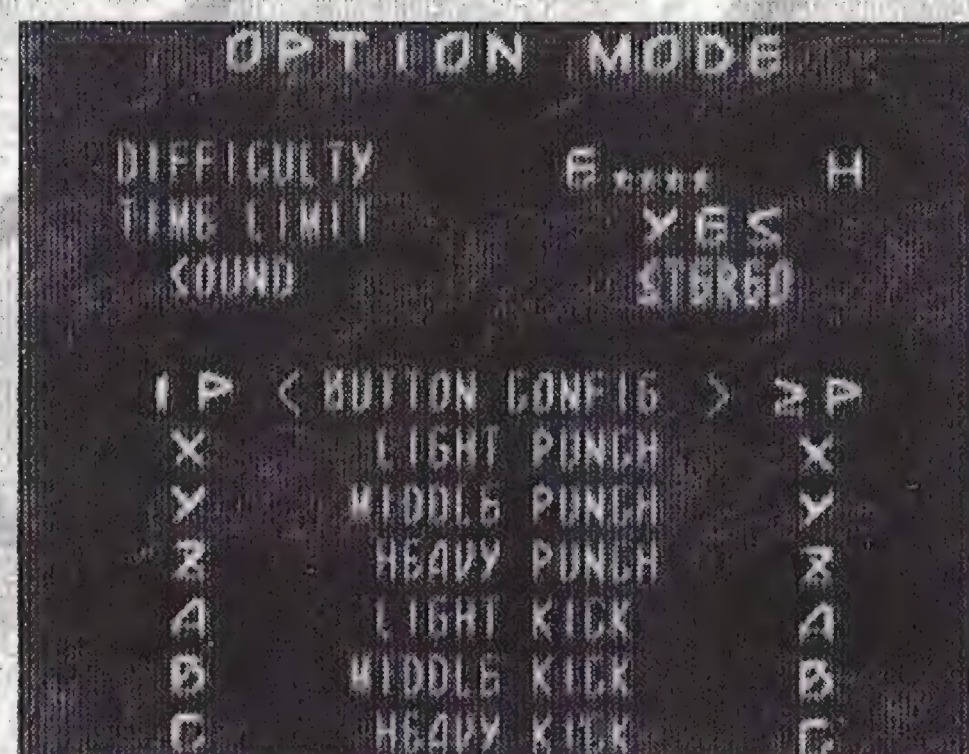 OPTION MODE
DIFFICULTY E**** H
TIME LIMIT YES
SOUND STEREO
1P < BUTTON CONFIG > 2P
X LIGHT PUNCH X
Y MIDDLE PUNCH Y
Z HEAVY PUNCH Z
A LIGHT KICK A
B MIDDLE KICK B
C HEAVY KICK C